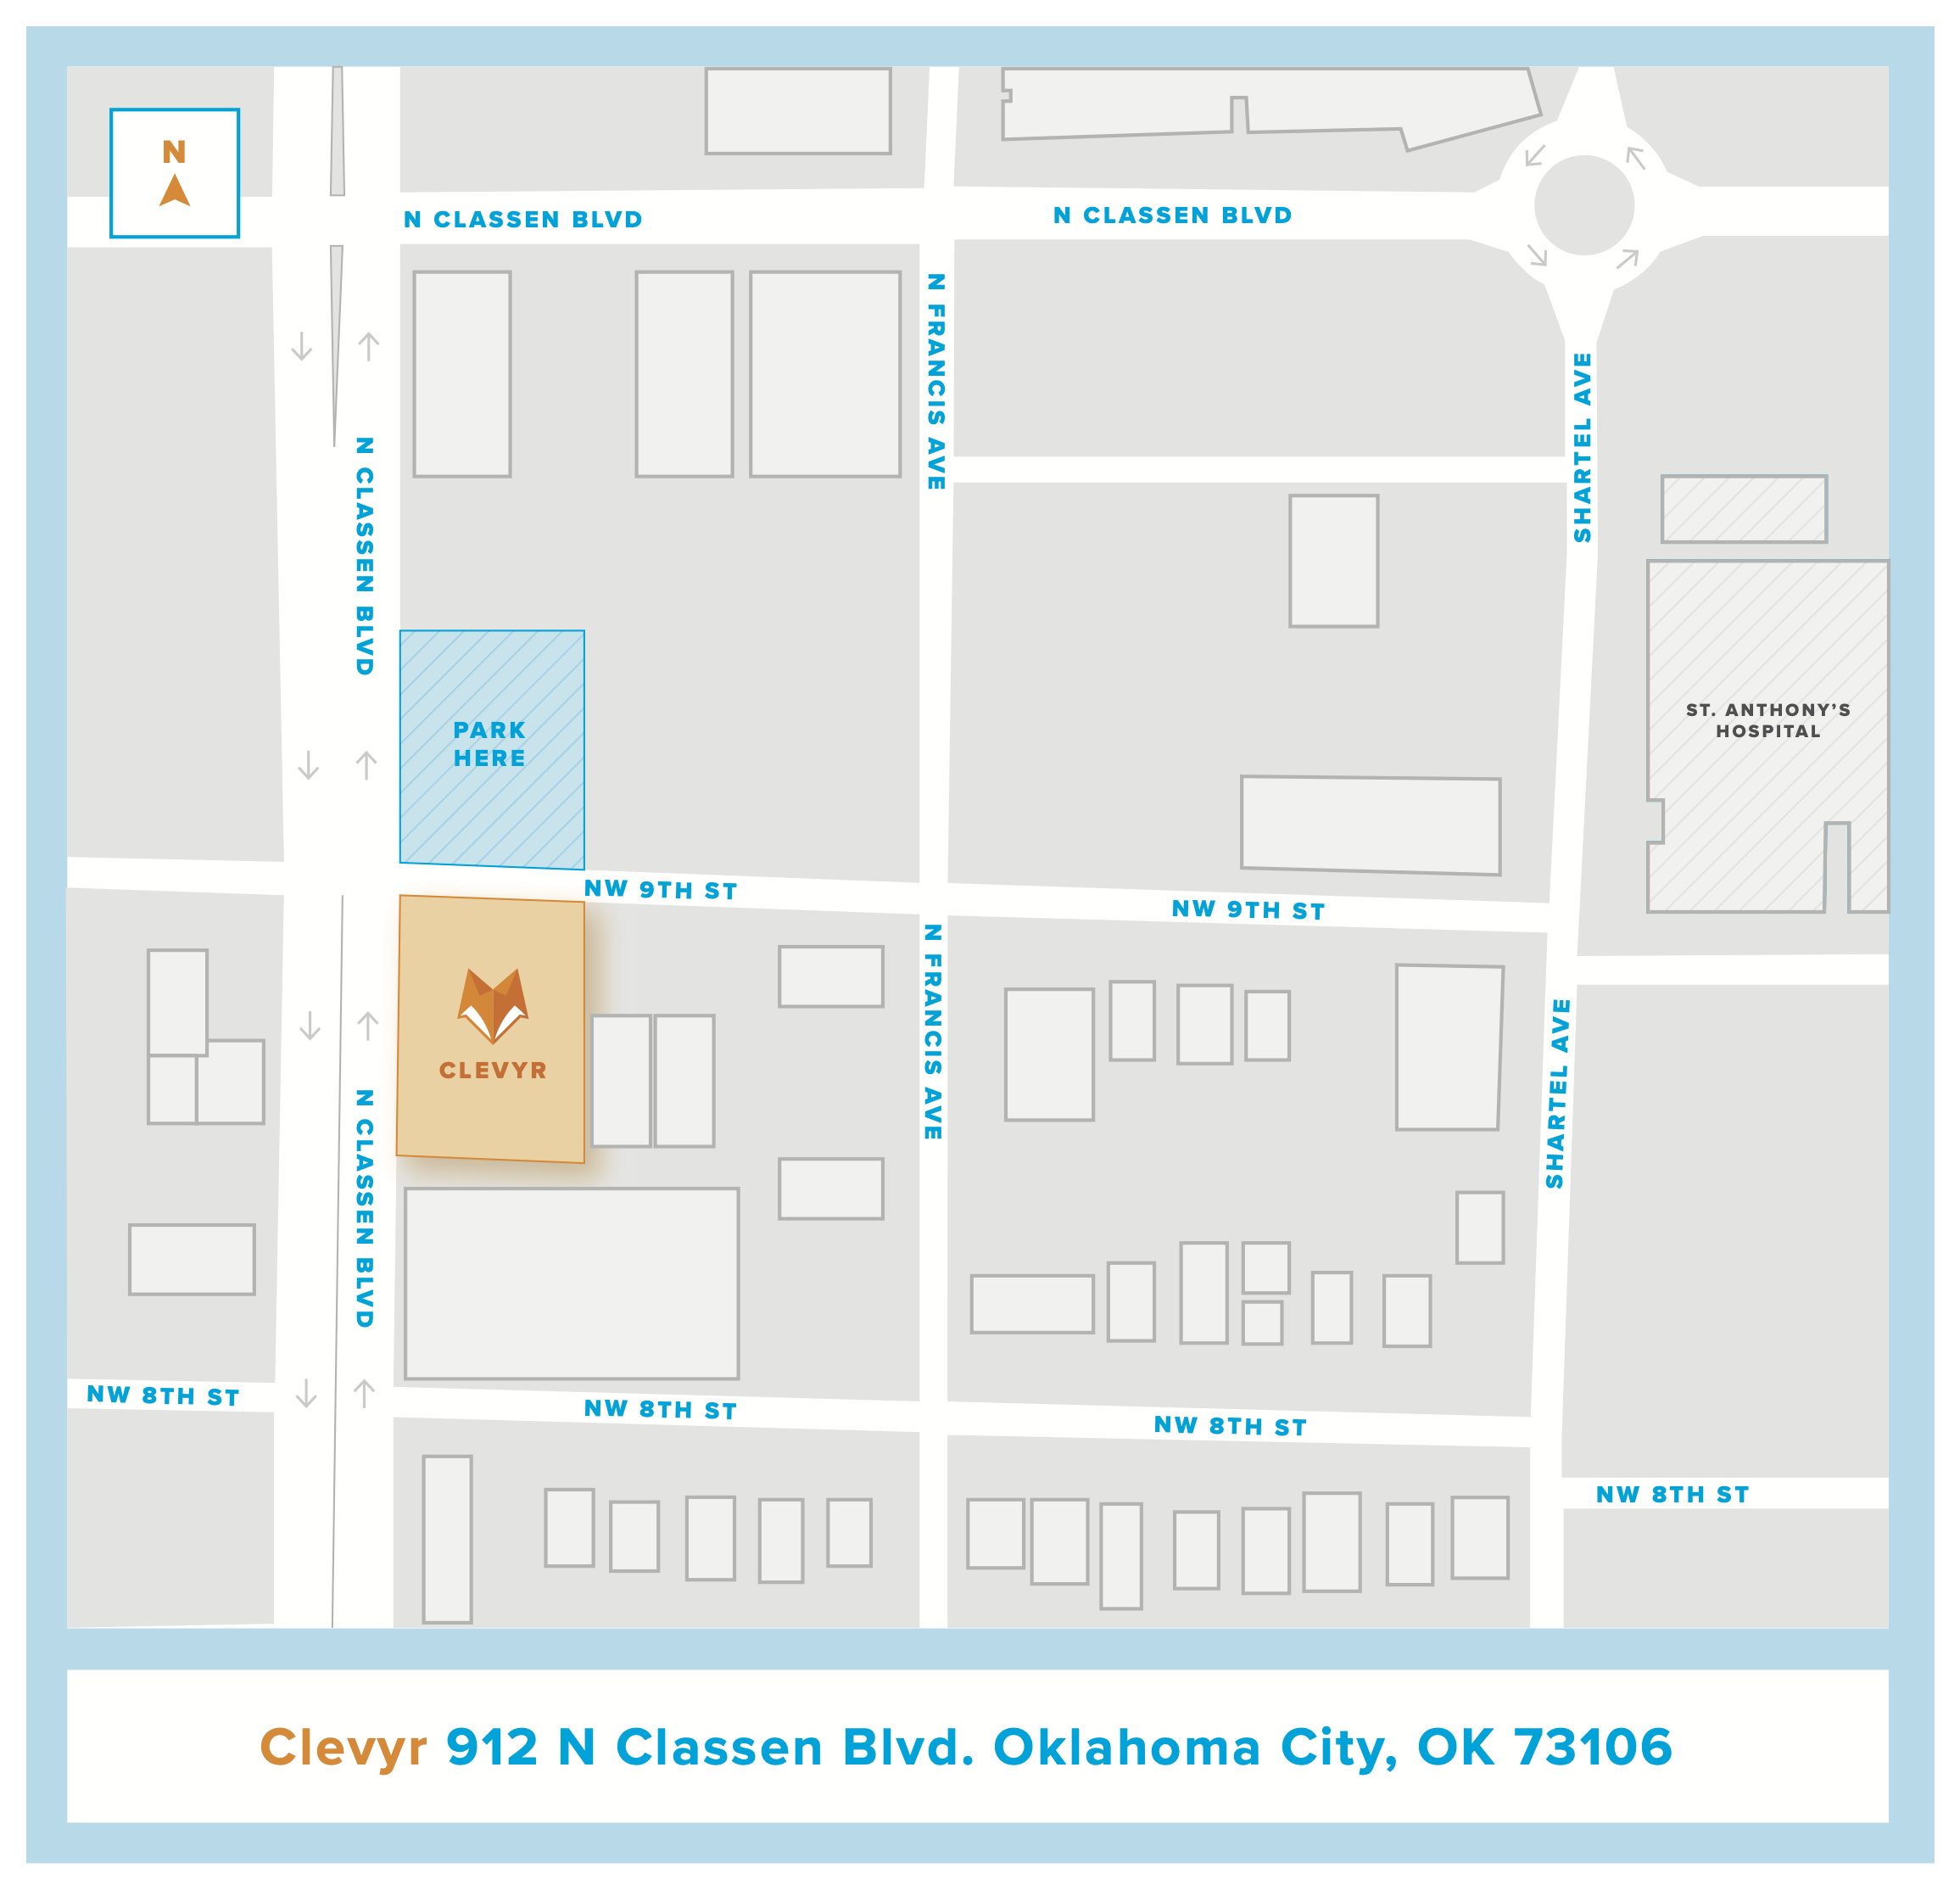 N
N CLASSEN BLVD
N CLASSEN BLVD
N FRANCIS AVE
SHARTEL AVE
N CLASSEN BLVD
PARK
HERE
ST. ANTHONY'S
HOSPITAL
NW 9TH ST
NW 9TH ST
N FRANCIS AVE
SHARTEL AVE
CLEVYR
N CLASSEN BLVD
NW 8TH ST
NW 8TH ST
NW 8TH ST
NW 8TH ST
Clevyr 912 N Classen Blvd. Oklahoma City, OK 73106